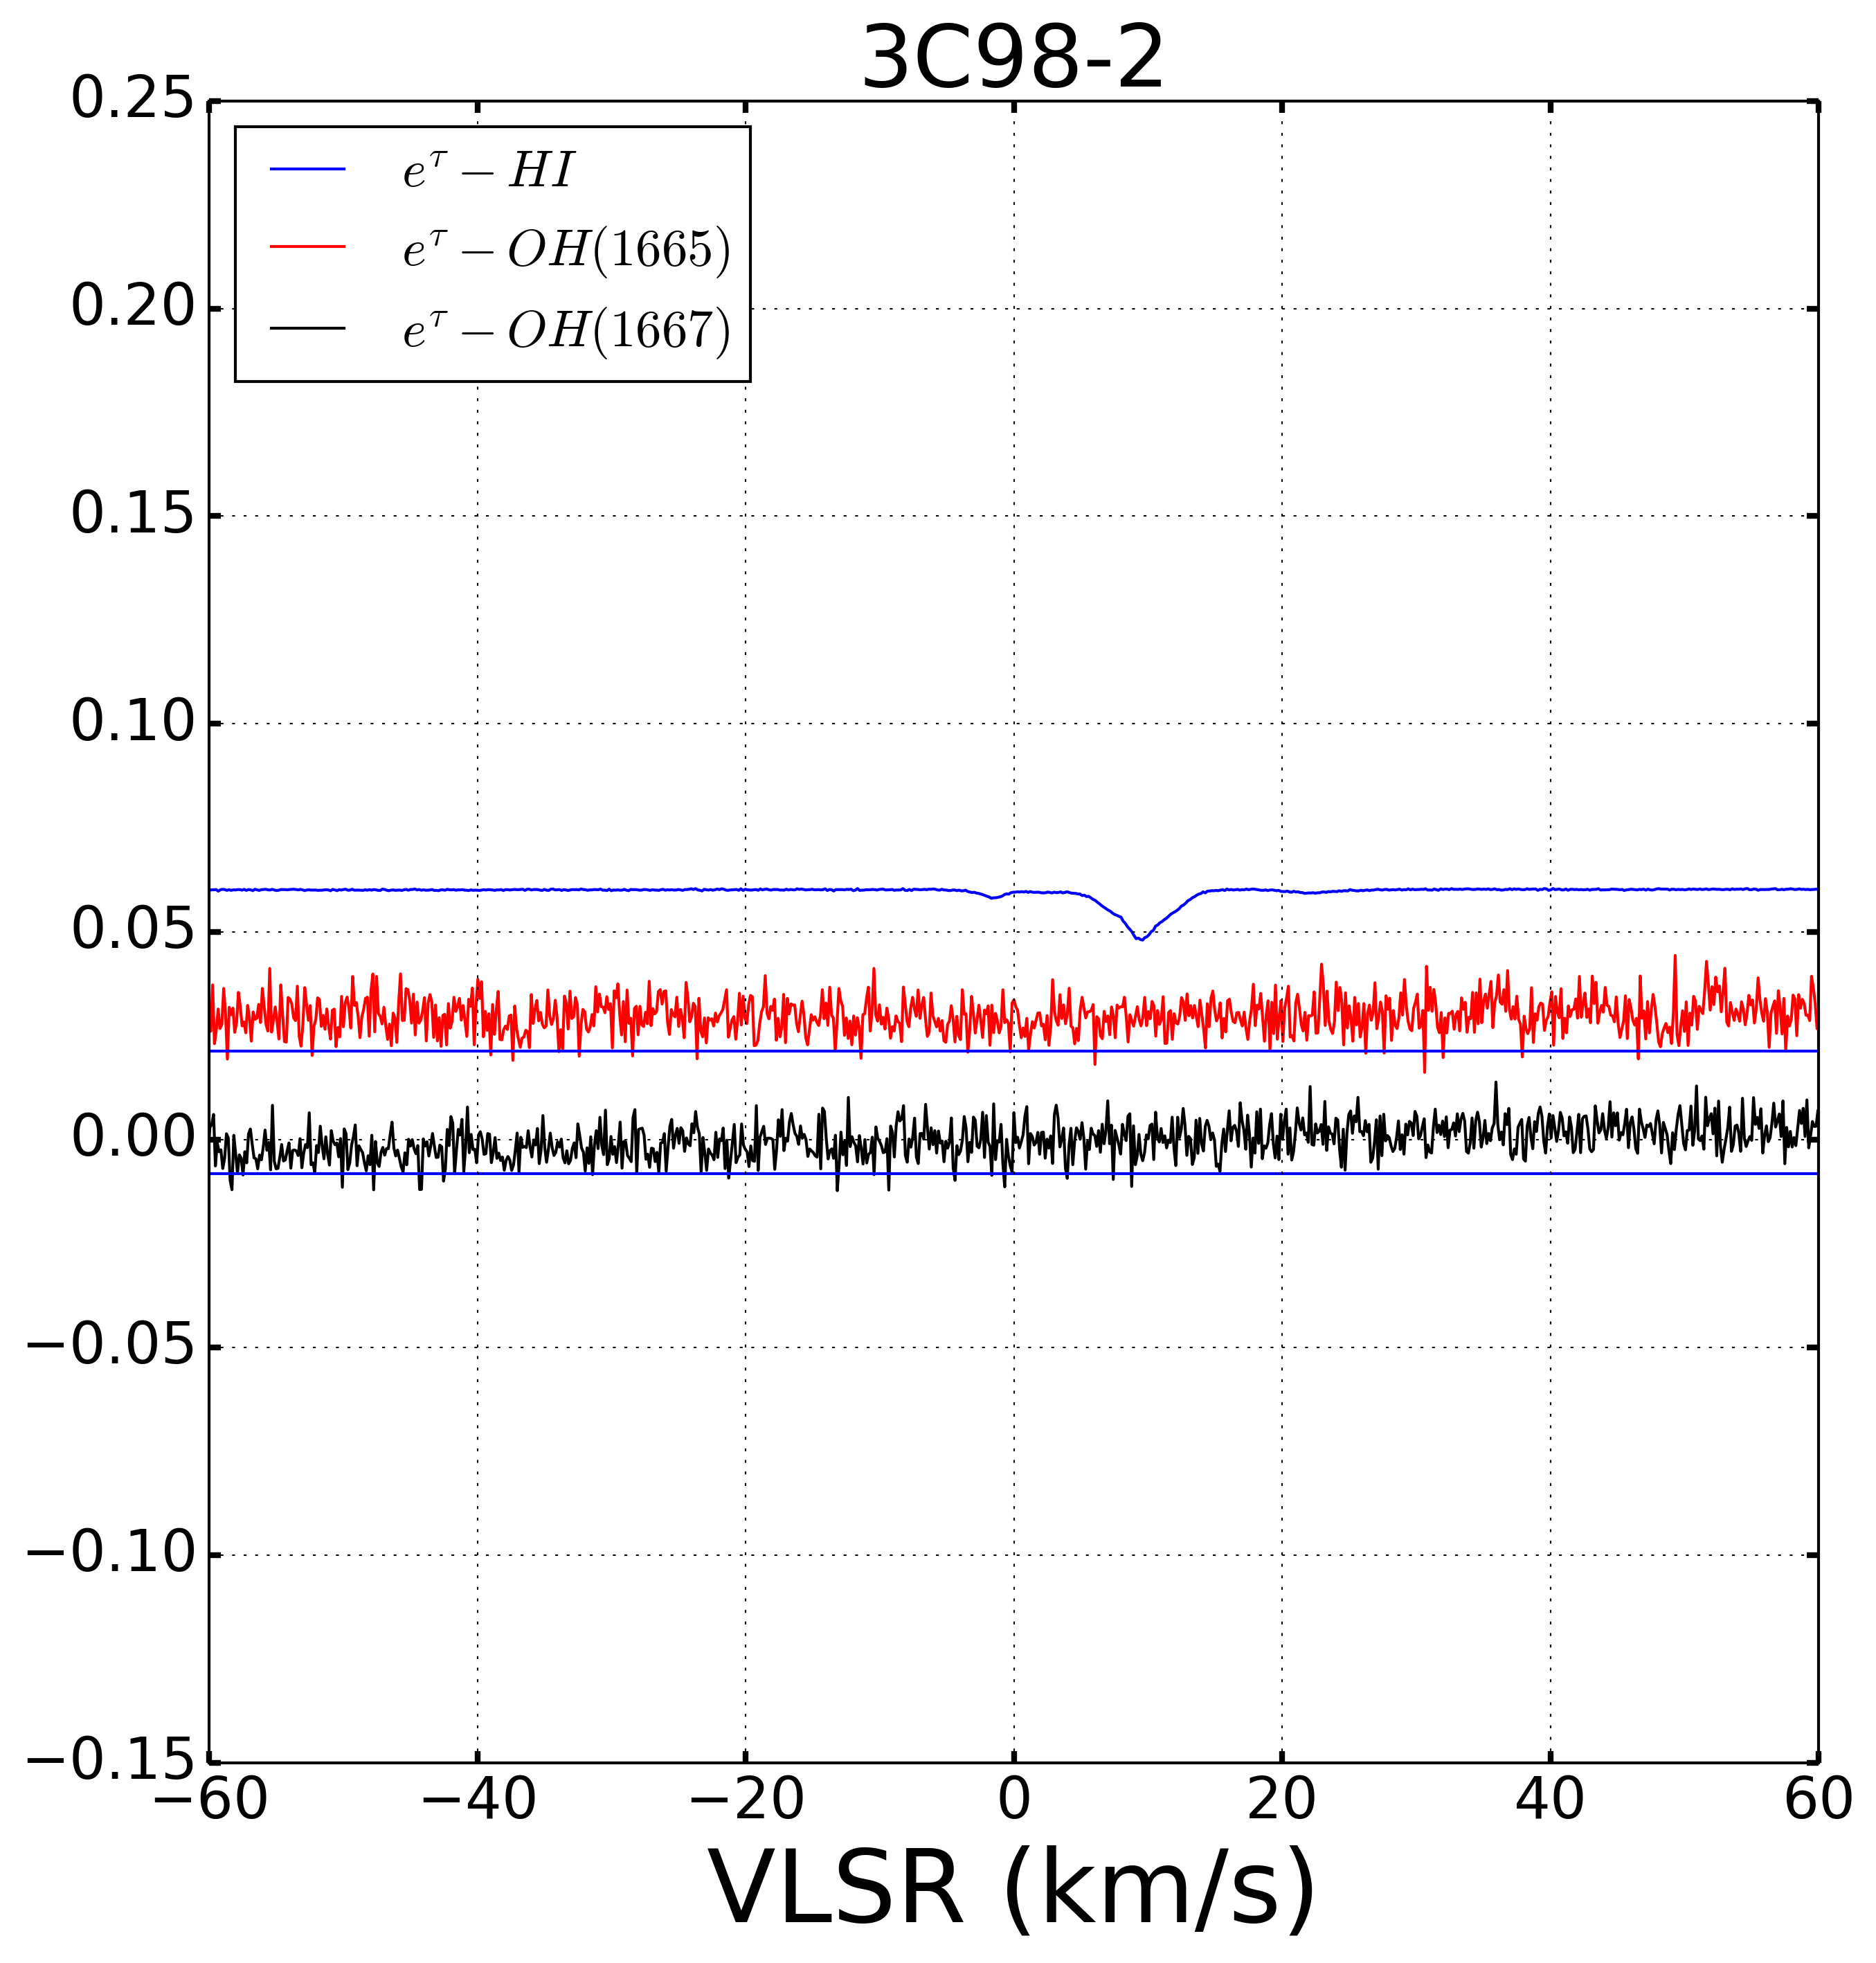 3C98-2
0.25
0.20
0.15
0.10
0.05
0.00
−0.05
−0.10
−0.15
e^τ − HI
e^τ − OH(1665)
e^τ − OH(1667)
−60 −40 −20 0 20 40 60
VLSR (km/s)